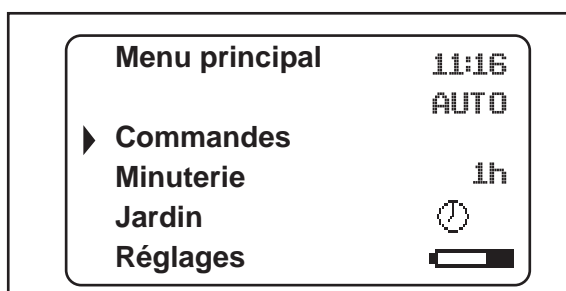 Menu principal 11:16
AUTO
Commandes
Minuterie 1h
Jardin
Réglages